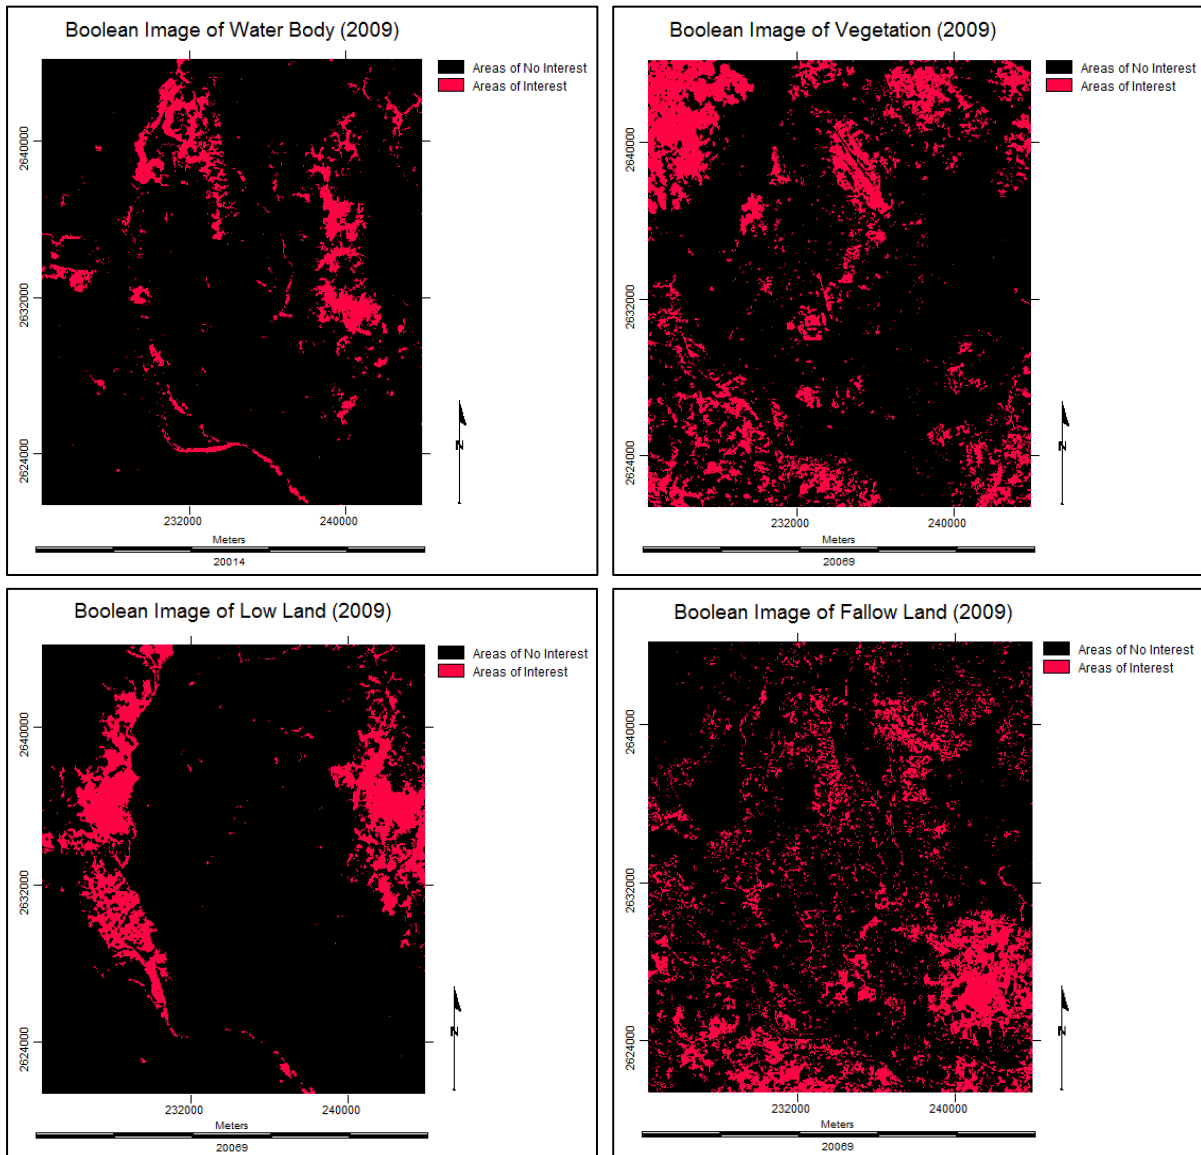 Boolean Image of Water Body (2009)
Areas of No Interest
Areas of Interest
2640000
2632000
2624000
N
232000
240000
Meters
20014
Boolean Image of Vegetation (2009)
Areas of No Interest
Areas of Interest
2640000
2632000
2624000
N
232000
240000
Meters
20069
Boolean Image of Low Land (2009)
Areas of No Interest
Areas of Interest
2640000
2632000
2624000
N
232000
240000
Meters
20069
Boolean Image of Fallow Land (2009)
Areas of No Interest
Areas of Interest
2640000
2632000
2624000
N
232000
240000
Meters
20069